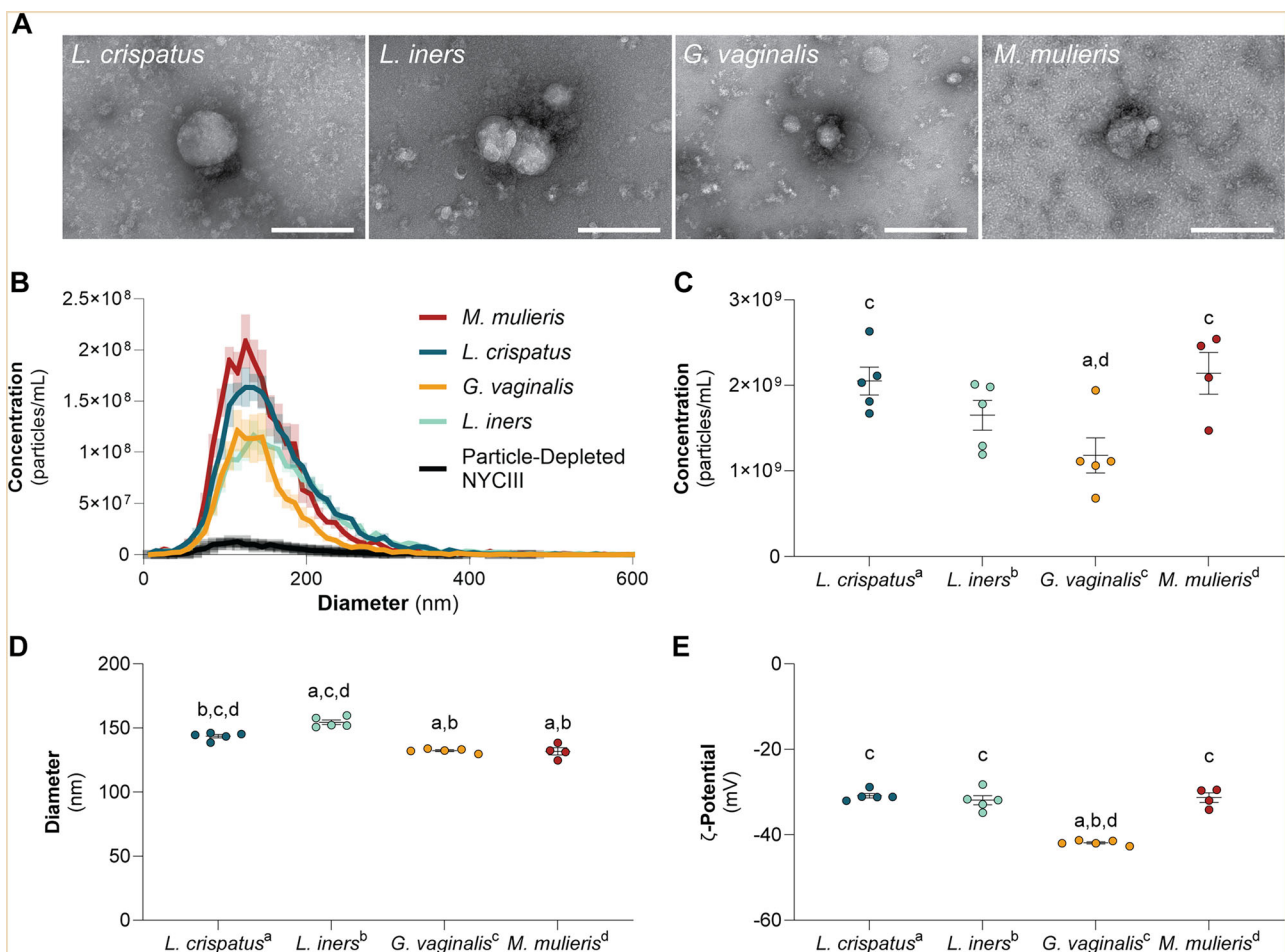 A
L. crispatus
L. iners
G. vaginalis
M. mulieris
B
2.5×10⁸
2×10⁸
1.5×10⁸
1×10⁸
5×10⁷
0
Concentration
(particles/mL)
0
200
400
600
Diameter (nm)
M. mulieris
L. crispatus
G. vaginalis
L. iners
Particle-Depleted
NYCIII
C
3×10⁹
2×10⁹
1×10⁹
0
Concentration
(particles/mL)
c
a,d
c
L. crispatusᵃ
L. inersᵇ
G. vaginalisᶜ
M. mulierisᵈ
D
200
150
100
50
0
Diameter
(nm)
b,c,d
a,c,d
a,b
a,b
L. crispatusᵃ
L. inersᵇ
G. vaginalisᶜ
M. mulierisᵈ
E
0
-20
-40
-60
ζ-Potential
(mV)
c
c
a,b,d
c
L. crispatusᵃ
L. inersᵇ
G. vaginalisᶜ
M. mulierisᵈ